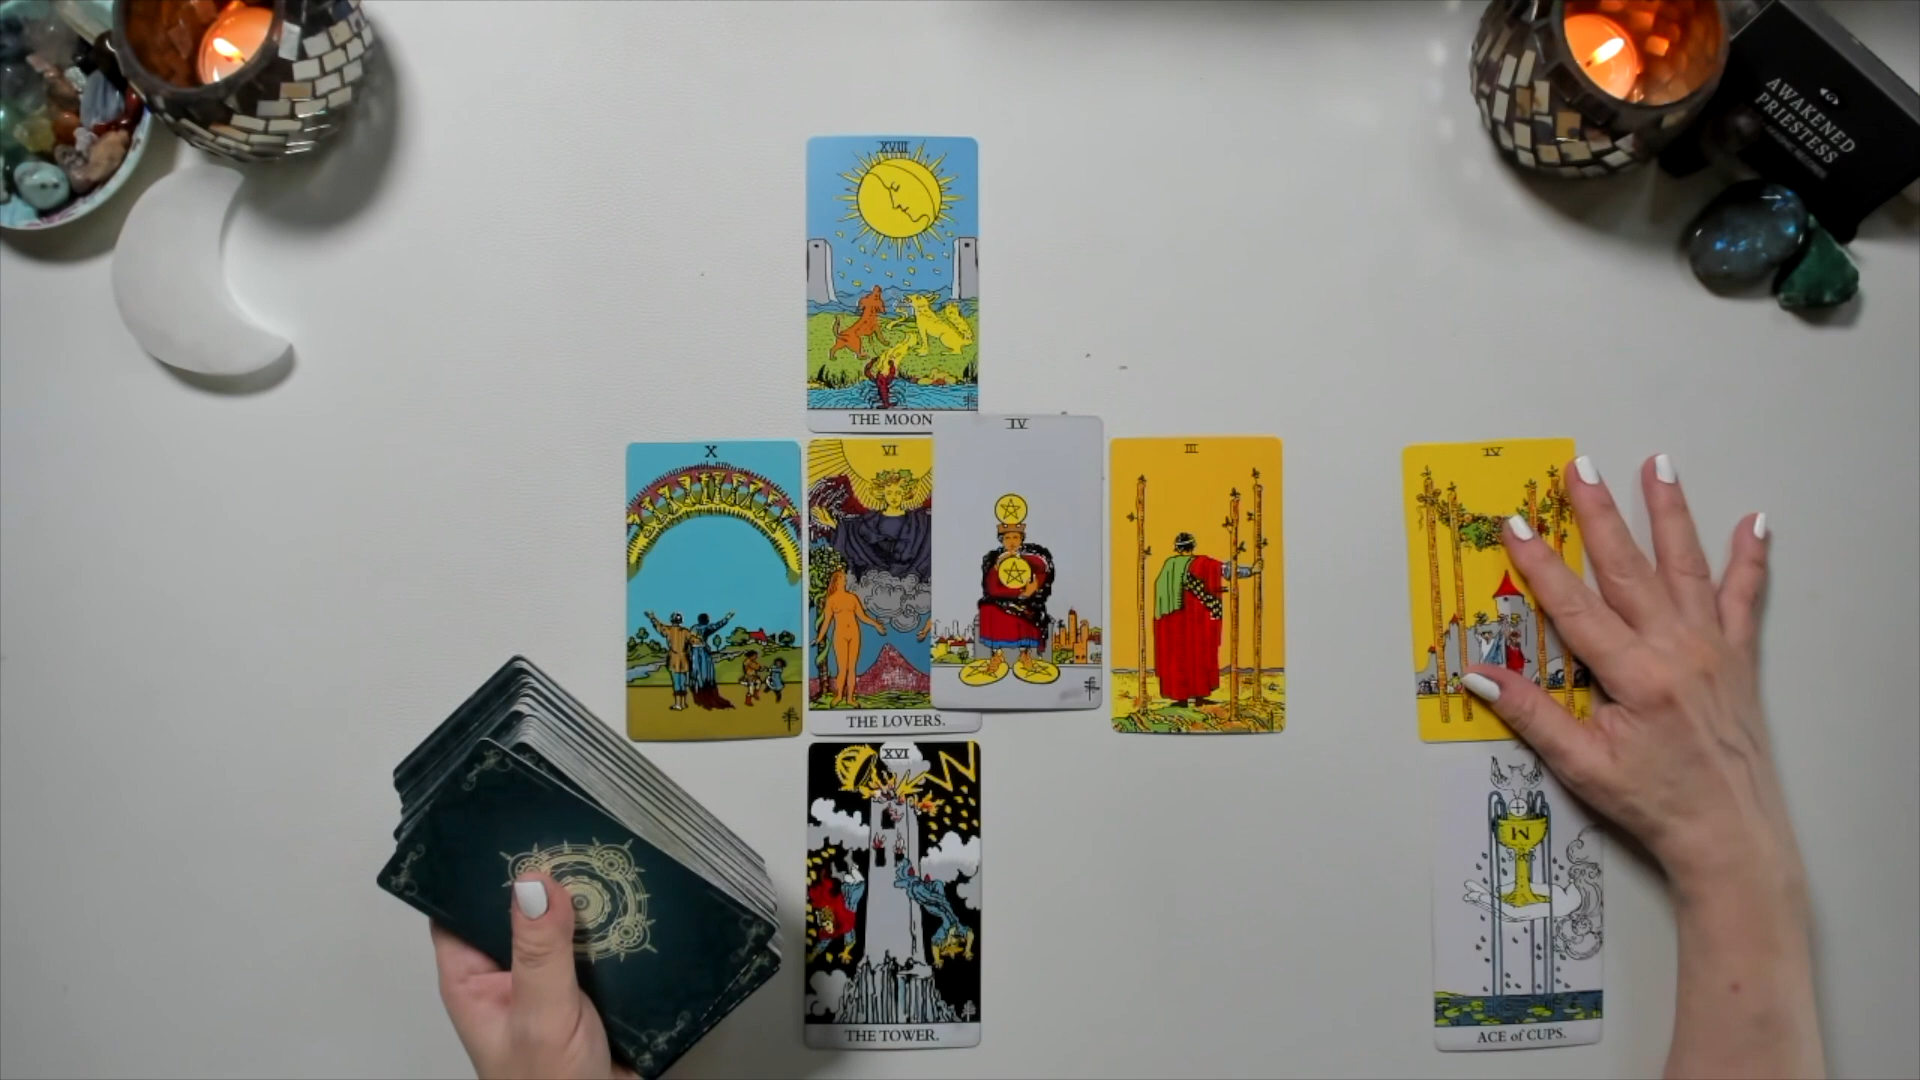 XVIII
THE MOON
X
VI
THE LOVERS.
IV
III
IV
XVI
THE TOWER.
ACE of CUPS.
AWAKENED
PRIESTESS